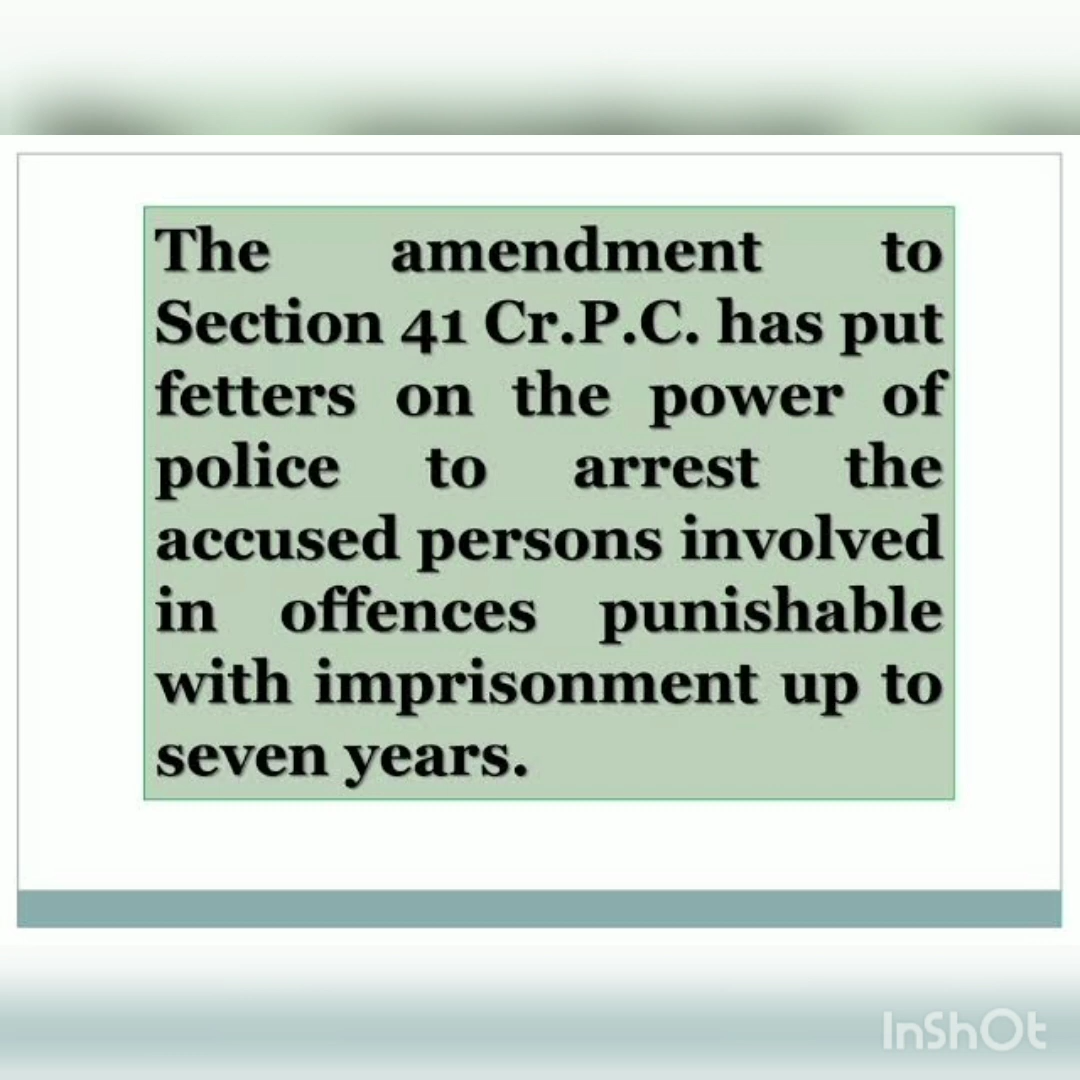 The amendment to
Section 41 Cr.P.C. has put
fetters on the power of
police to arrest the
accused persons involved
in offences punishable
with imprisonment up to
seven years.
InShOt